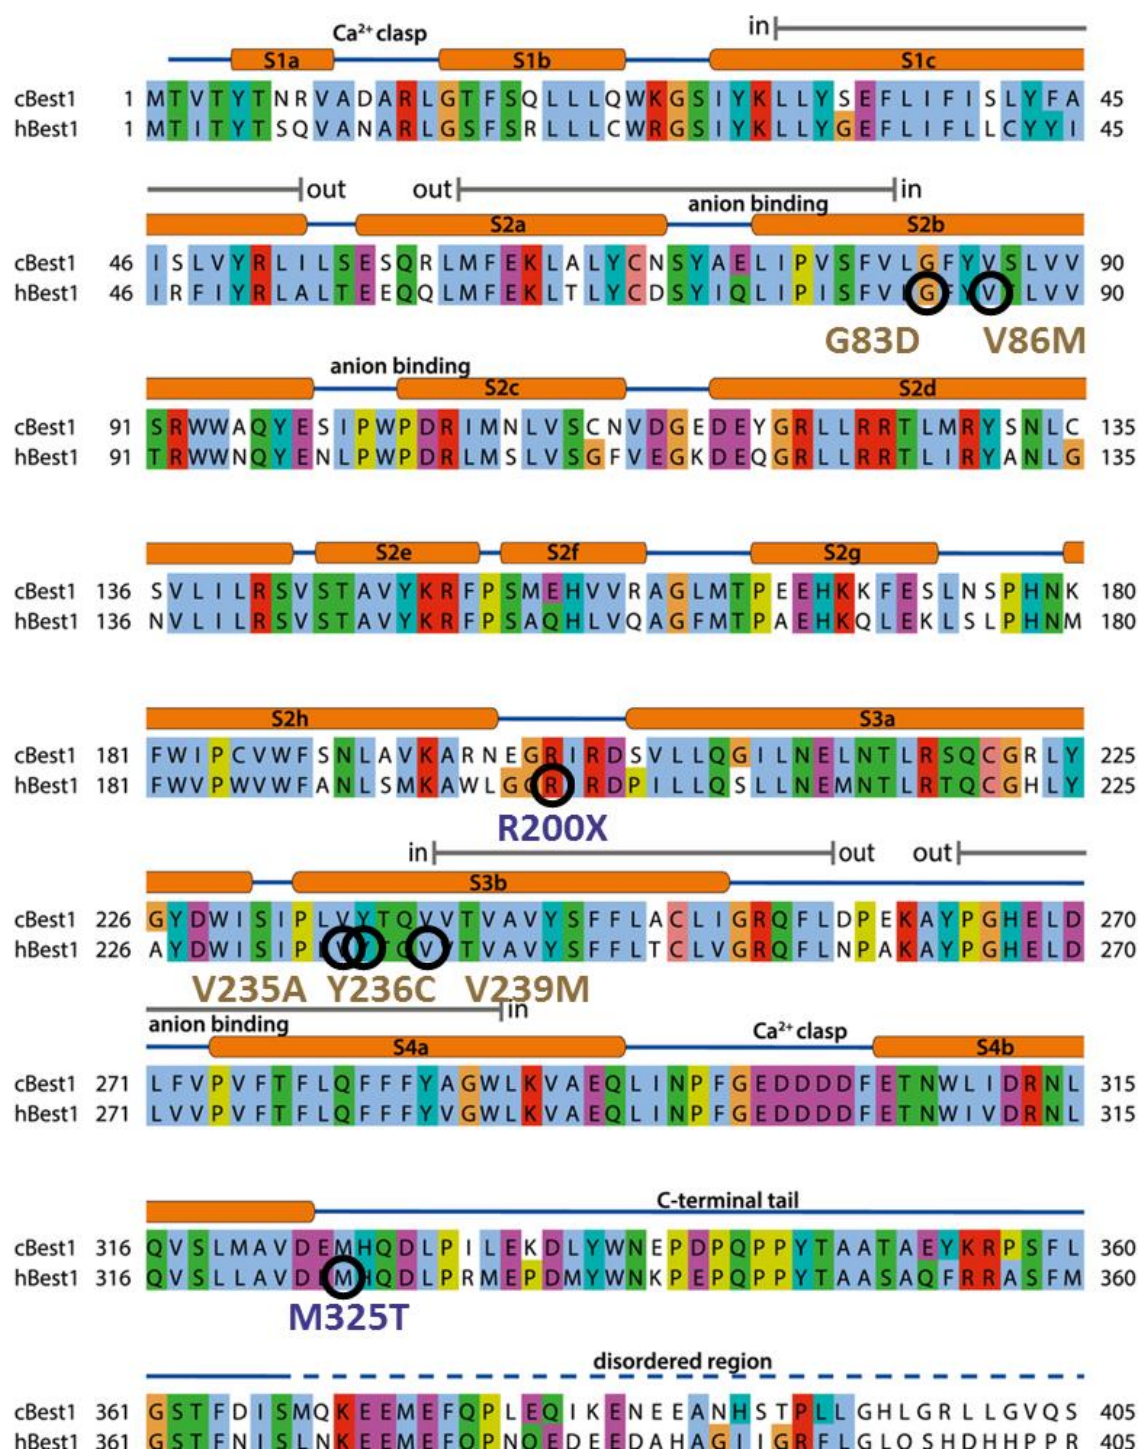 in
Ca²⁺ clasp
S1a S1b S1c
cBest1 1 MTVTYTNRVADARLGTFSQLLLQWKGSIYKLLYSEFLIFISLYFA 45
hBest1 1 MTITYTSQVANARLGSFSRLLLCWRGSIYKLLYGEFLIFLLCYYI 45
out out in
anion binding
S2a S2b
cBest1 46 ISLVYRLILSESQRLMFEKLALYCNSYAELIPVSFVLGFYVSLVV 90
hBest1 46 IRFIYRLALTEEQQLMFEKLTLYCDSYIQLIPISFVLGFYVTLVV 90
G83D V86M
anion binding
S2c S2d
cBest1 91 SRWWAQYESIPWPDRIMNLVSCNVDGEDEYGRLLRRTLMRYSNLC 135
hBest1 91 TRWWNQYENLPWPDRLMSLVSGFVEGKDEQGRLLRRTLIRYANLG 135
S2e S2f S2g
cBest1 136 SVLILRSVSTAVYKRFPSMEHVVRAGLMTPEEHKKFESLNSPHNK 180
hBest1 136 NVLILRSVSTAVYKRFPSAQHLVQAGFMTPAEHKQLEKLSLPHNM 180
S2h S3a
cBest1 181 FWIPCVWFSNLAVKARNEGRIRDSVLLQGILNELNTLRSQCGRLY 225
hBest1 181 FWVPWVWFANLSMKAWLGGRIRDPILLQSLLNEMNTLRTQCGHLY 225
R200X
in out out
S3b
cBest1 226 GYDWISIPLVYTQVVTVAVYSFFLACLIGRQFLDPEKAYPGHELD 270
hBest1 226 AYDWISIPLVYTQVVTVAVYSFFLTCLVGRQFLNPAKAYPGHELD 270
V235A Y236C V239M
in
anion binding Ca²⁺ clasp
S4a S4b
cBest1 271 LFVPVFTFLQFFFYAGWLKVAEQLINPFGEDDDDFETNWLIDRNL 315
hBest1 271 LVVPVFTFLQFFFYVGWLKVAEQLINPFGEDDDDFETNWIVDRNL 315
C-terminal tail
cBest1 316 QVSLMAVDEMHQDLPILEKDLYWNEPDPQPPYTAATAEYKRPSFL 360
hBest1 316 QVSLLAVDEMHQDLPRMEPDMYWNKPEPQPPYTAASAQFRRASFM 360
M325T
disordered region
cBest1 361 GSTFDISMQKEEMEFQPLEQIKENEEANHSTPLLGHLGRLLGVQS 405
hBest1 361 GSTFNISLNKEEMEFQPNQEDEEDAHAGIIGRFLGLQSHDHHPPR 405